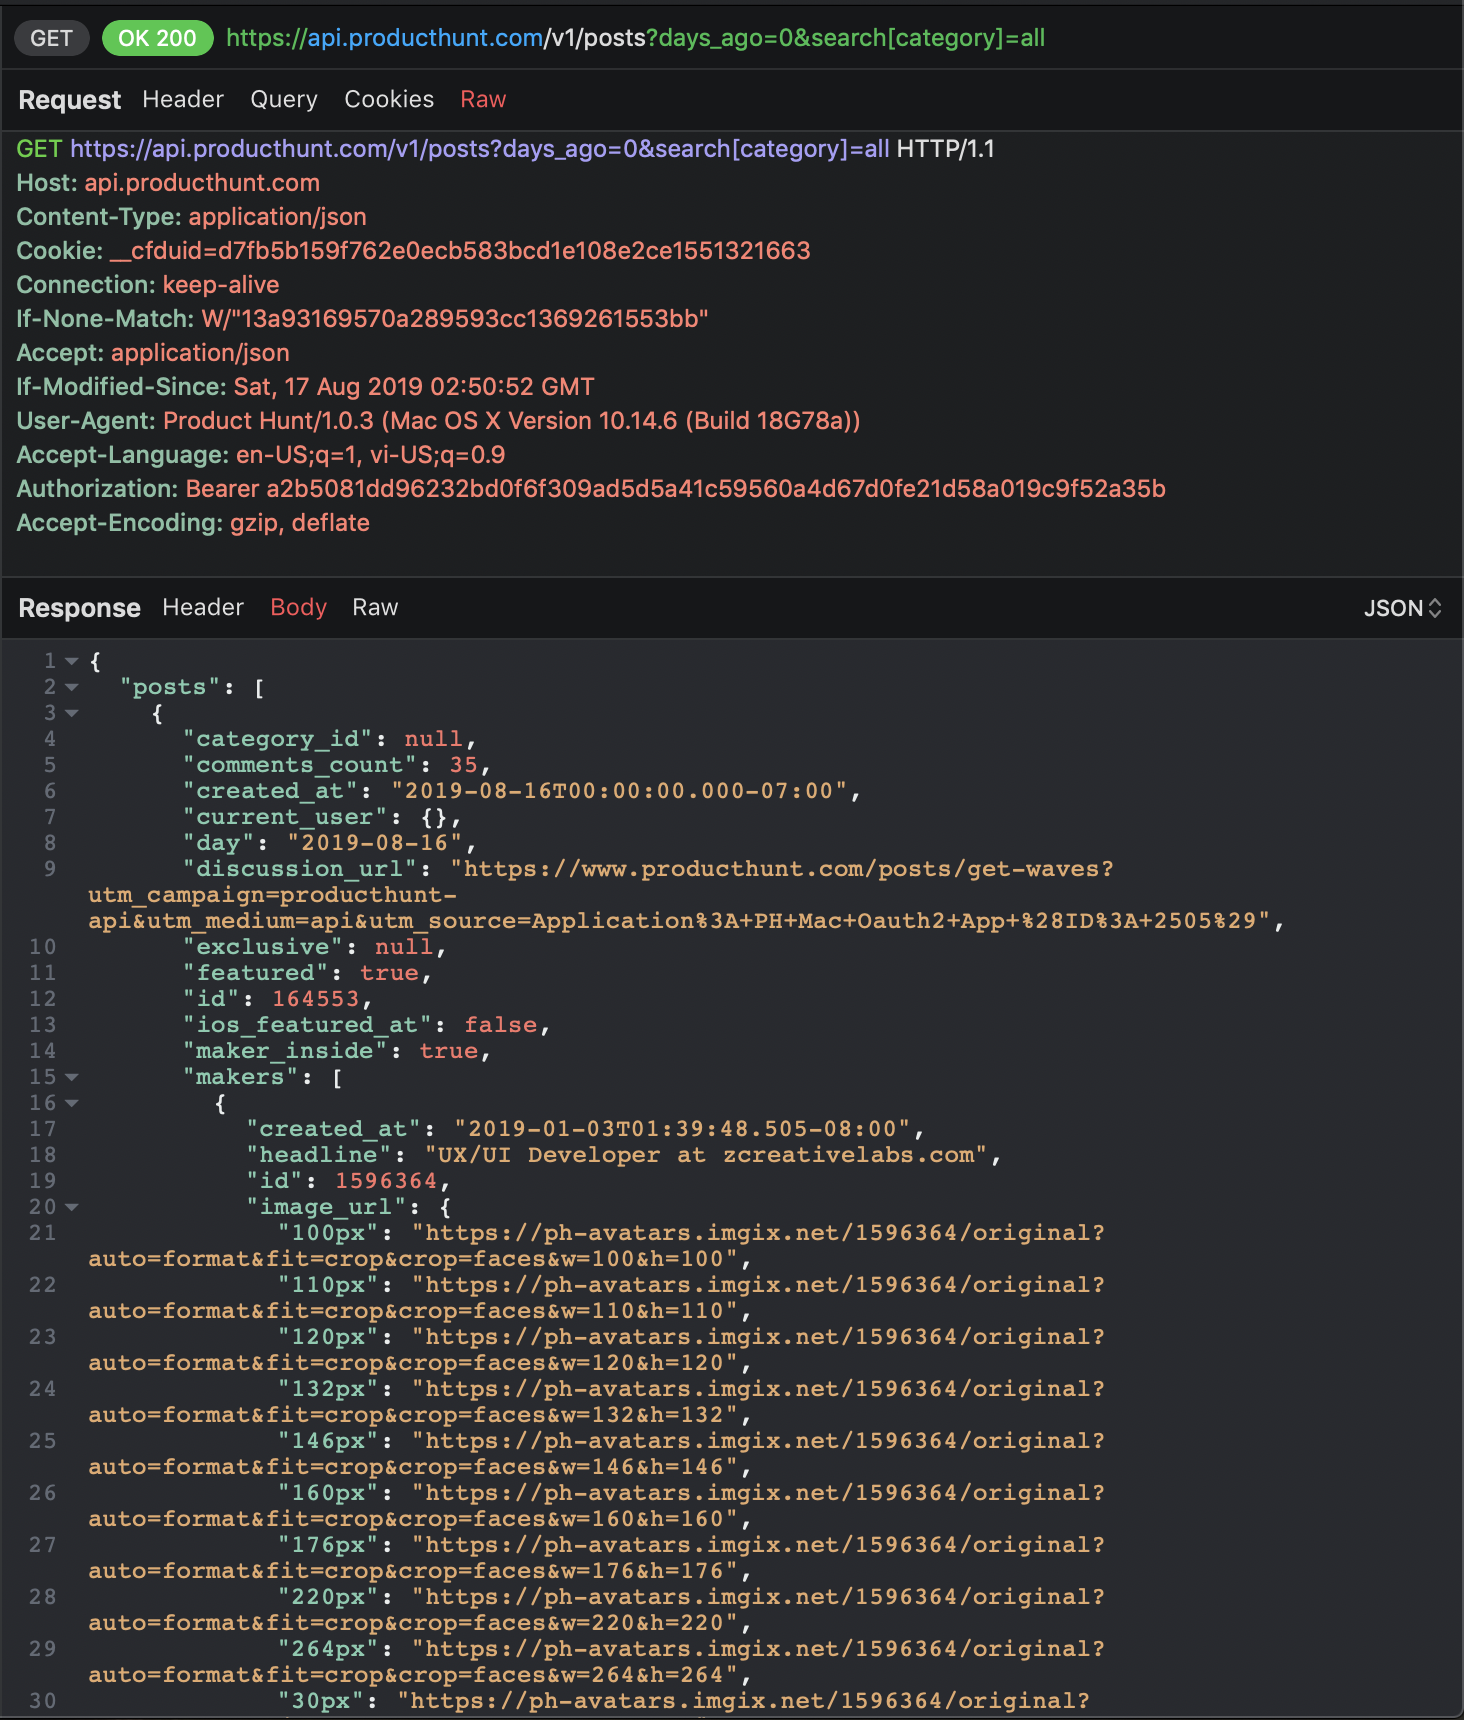 GET OK 200 https://api.producthunt.com/v1/posts?days_ago=0&search[category]=all
Request Header Query Cookies Raw
GET https://api.producthunt.com/v1/posts?days_ago=0&search[category]=all HTTP/1.1
Host: api.producthunt.com
Content-Type: application/json
Cookie: __cfduid=d7fb5b159f762e0ecb583bcd1e108e2ce1551321663
Connection: keep-alive
If-None-Match: W/"13a93169570a289593cc1369261553bb"
Accept: application/json
If-Modified-Since: Sat, 17 Aug 2019 02:50:52 GMT
User-Agent: Product Hunt/1.0.3 (Mac OS X Version 10.14.6 (Build 18G78a))
Accept-Language: en-US;q=1, vi-US;q=0.9
Authorization: Bearer a2b5081dd96232bd0f6f309ad5d5a41c59560a4d67d0fe21d58a019c9f52a35b
Accept-Encoding: gzip, deflate
Response Header Body Raw JSON
1 {
2 "posts": [
3 {
4 "category_id": null,
5 "comments_count": 35,
6 "created_at": "2019-08-16T00:00:00.000-07:00",
7 "current_user": {},
8 "day": "2019-08-16",
9 "discussion_url": "https://www.producthunt.com/posts/get-waves?
utm_campaign=producthunt-
api&utm_medium=api&utm_source=Application%3A+PH+Mac+Oauth2+App+%28ID%3A+2505%29",
10 "exclusive": null,
11 "featured": true,
12 "id": 164553,
13 "ios_featured_at": false,
14 "maker_inside": true,
15 "makers": [
16 {
17 "created_at": "2019-01-03T01:39:48.505-08:00",
18 "headline": "UX/UI Developer at zcreativelabs.com",
19 "id": 1596364,
20 "image_url": {
21 "100px": "https://ph-avatars.imgix.net/1596364/original?
auto=format&fit=crop&crop=faces&w=100&h=100",
22 "110px": "https://ph-avatars.imgix.net/1596364/original?
auto=format&fit=crop&crop=faces&w=110&h=110",
23 "120px": "https://ph-avatars.imgix.net/1596364/original?
auto=format&fit=crop&crop=faces&w=120&h=120",
24 "132px": "https://ph-avatars.imgix.net/1596364/original?
auto=format&fit=crop&crop=faces&w=132&h=132",
25 "146px": "https://ph-avatars.imgix.net/1596364/original?
auto=format&fit=crop&crop=faces&w=146&h=146",
26 "160px": "https://ph-avatars.imgix.net/1596364/original?
auto=format&fit=crop&crop=faces&w=160&h=160",
27 "176px": "https://ph-avatars.imgix.net/1596364/original?
auto=format&fit=crop&crop=faces&w=176&h=176",
28 "220px": "https://ph-avatars.imgix.net/1596364/original?
auto=format&fit=crop&crop=faces&w=220&h=220",
29 "264px": "https://ph-avatars.imgix.net/1596364/original?
auto=format&fit=crop&crop=faces&w=264&h=264",
30 "30px": "https://ph-avatars.imgix.net/1596364/original?